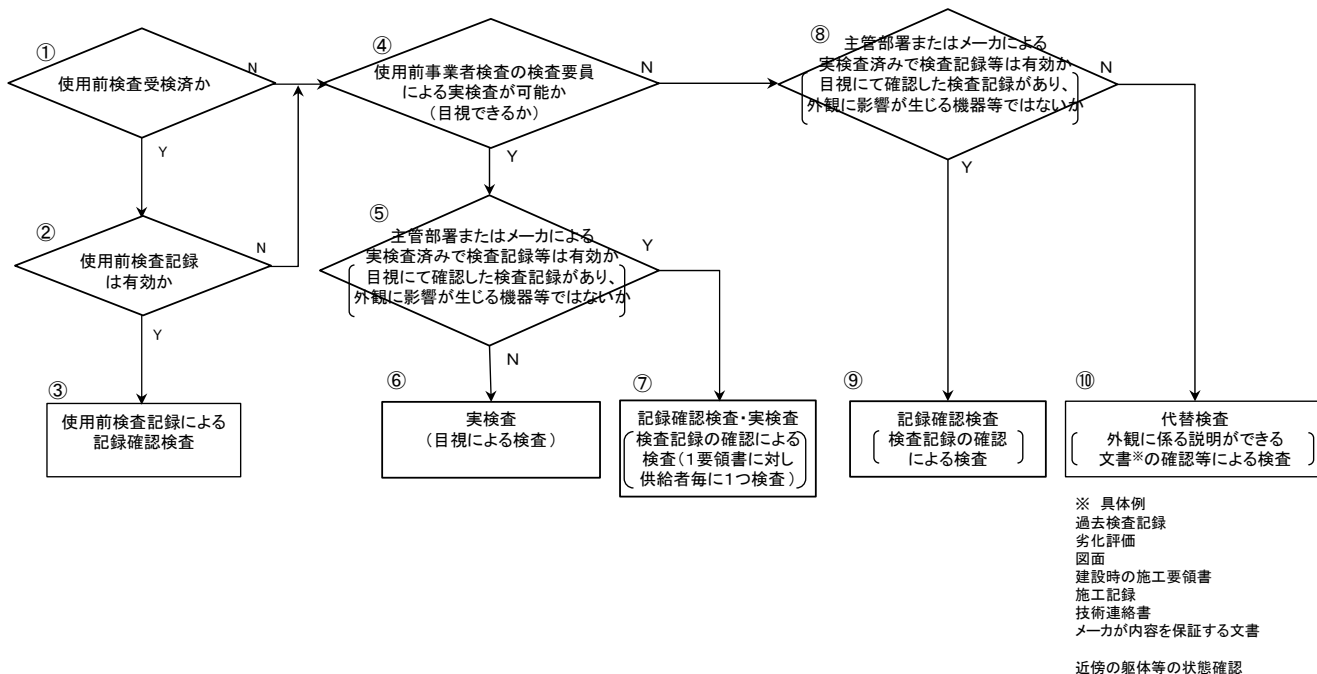 ①
使用前検査受検済か
N
Y
②
使用前検査記録
は有効か
N
Y
③
使用前検査記録による
記録確認検査
④
使用前事業者検査の検査要員
による実検査が可能か
(目視できるか)
N
Y
⑤
主管部署またはメーカによる
実検査済みで検査記録等は有効か
目視にて確認した検査記録があり、
外観に影響が生じる機器等ではないか
Y
N
⑥
実検査
(目視による検査)
⑦
記録確認検査・実検査
検査記録の確認による
検査(1要領書に対し
供給者毎に1つ検査)
⑧
主管部署またはメーカによる
実検査済みで検査記録等は有効か
目視にて確認した検査記録があり、
外観に影響が生じる機器等ではないか
N
Y
⑨
記録確認検査
検査記録の確認
による検査
⑩
代替検査
外観に係る説明ができる
文書※の確認等による検査
※ 具体例
過去検査記録
劣化評価
図面
建設時の施工要領書
施工記録
技術連絡書
メーカが内容を保証する文書
近傍の躯体等の状態確認